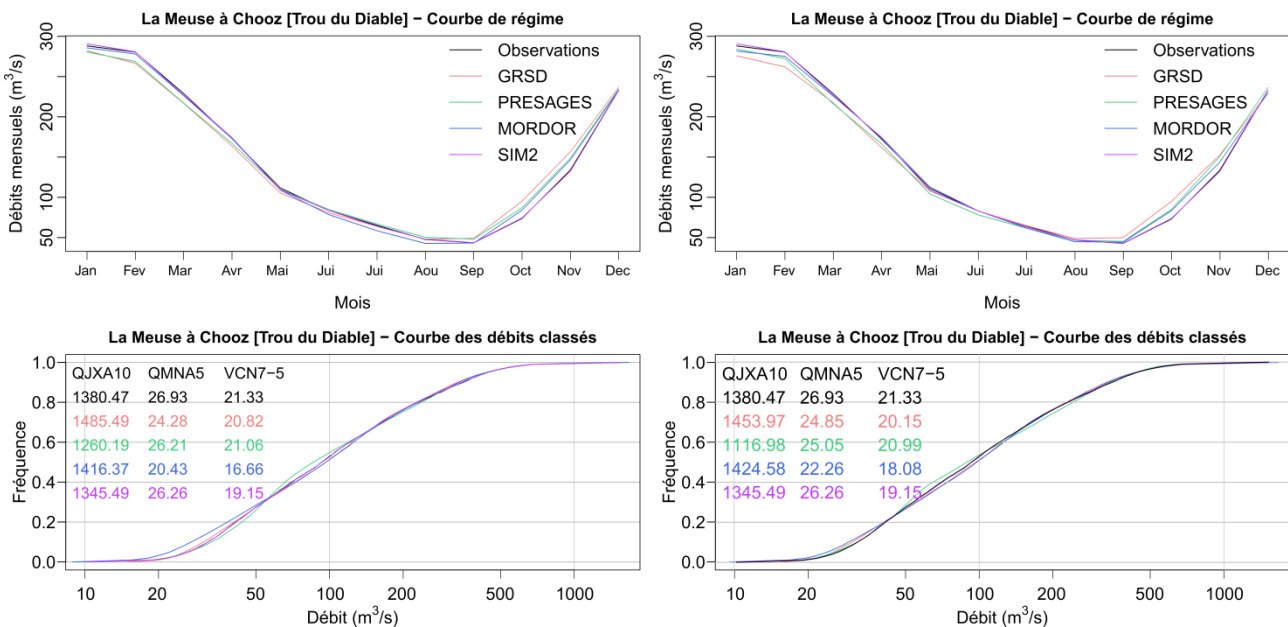 La Meuse à Chooz [Trou du Diable] − Courbe de régime
Débits mensuels (m³/s)
300
200
100
50
Observations
GRSD
PRESAGES
MORDOR
SIM2
Jan Fev Mar Avr Mai Jui Jui Aou Sep Oct Nov Dec
Mois
La Meuse à Chooz [Trou du Diable] − Courbe de régime
Débits mensuels (m³/s)
300
200
100
50
Observations
GRSD
PRESAGES
MORDOR
SIM2
Jan Fev Mar Avr Mai Jui Jui Aou Sep Oct Nov Dec
Mois
La Meuse à Chooz [Trou du Diable] − Courbe des débits classés
Fréquence
1.0
0.8
0.6
0.4
0.2
0.0
QJXA10 QMNA5 VCN7−5
1380.47 26.93 21.33
1485.49 24.28 20.82
1260.19 26.21 21.06
1416.37 20.43 16.66
1345.49 26.26 19.15
10 20 50 100 200 500 1000
Débit (m³/s)
La Meuse à Chooz [Trou du Diable] − Courbe des débits classés
Fréquence
1.0
0.8
0.6
0.4
0.2
0.0
QJXA10 QMNA5 VCN7−5
1380.47 26.93 21.33
1453.97 24.85 20.15
1116.98 25.05 20.99
1424.58 22.26 18.08
1345.49 26.26 19.15
10 20 50 100 200 500 1000
Débit (m³/s)